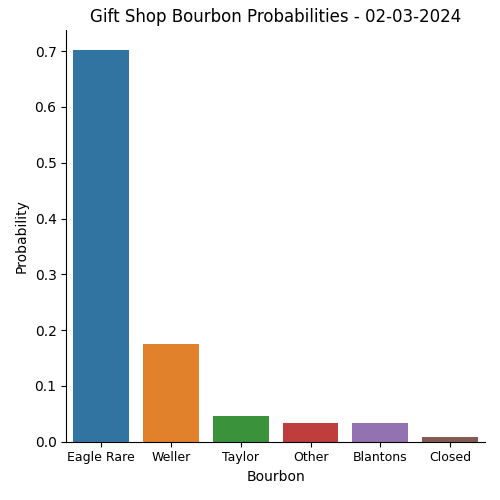 Gift Shop Bourbon Probabilities - 02-03-2024
Probability
0.7
0.6
0.5
0.4
0.3
0.2
0.1
0.0
Eagle Rare Weller Taylor Other Blantons Closed
Bourbon